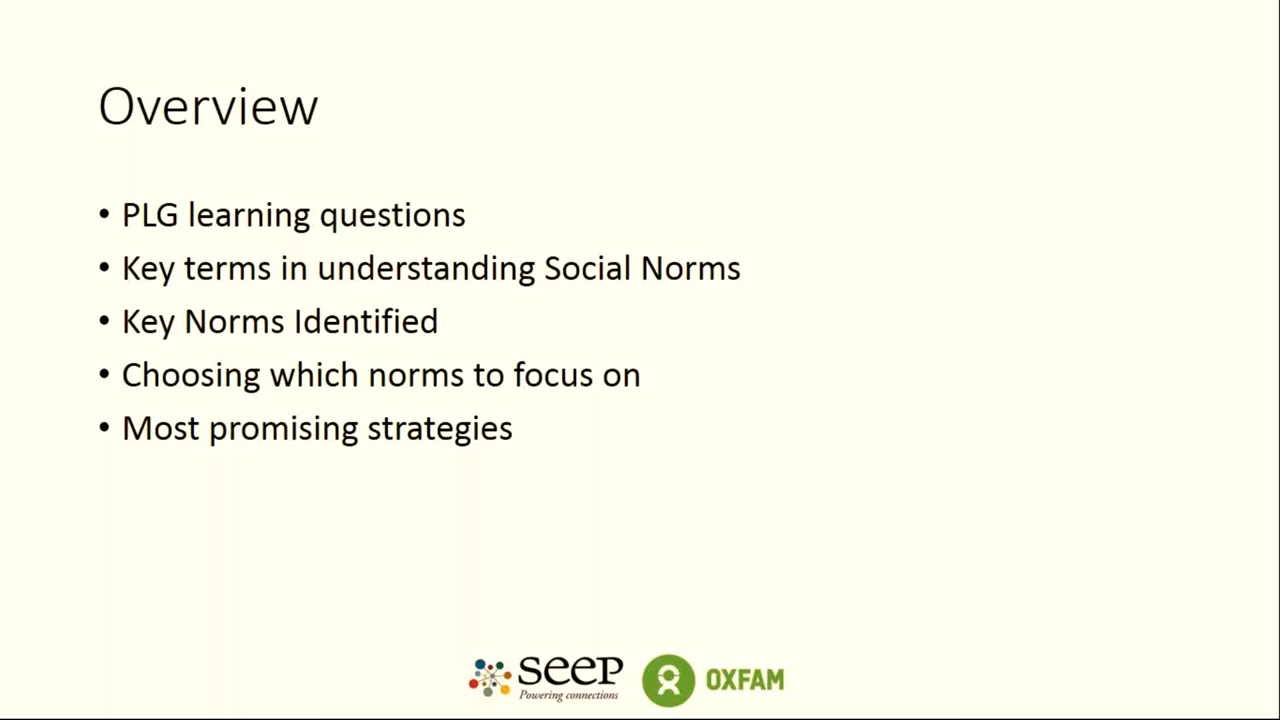 Overview
• PLG learning questions
• Key terms in understanding Social Norms
• Key Norms Identified
• Choosing which norms to focus on
• Most promising strategies
seep
Powering connections
OXFAM